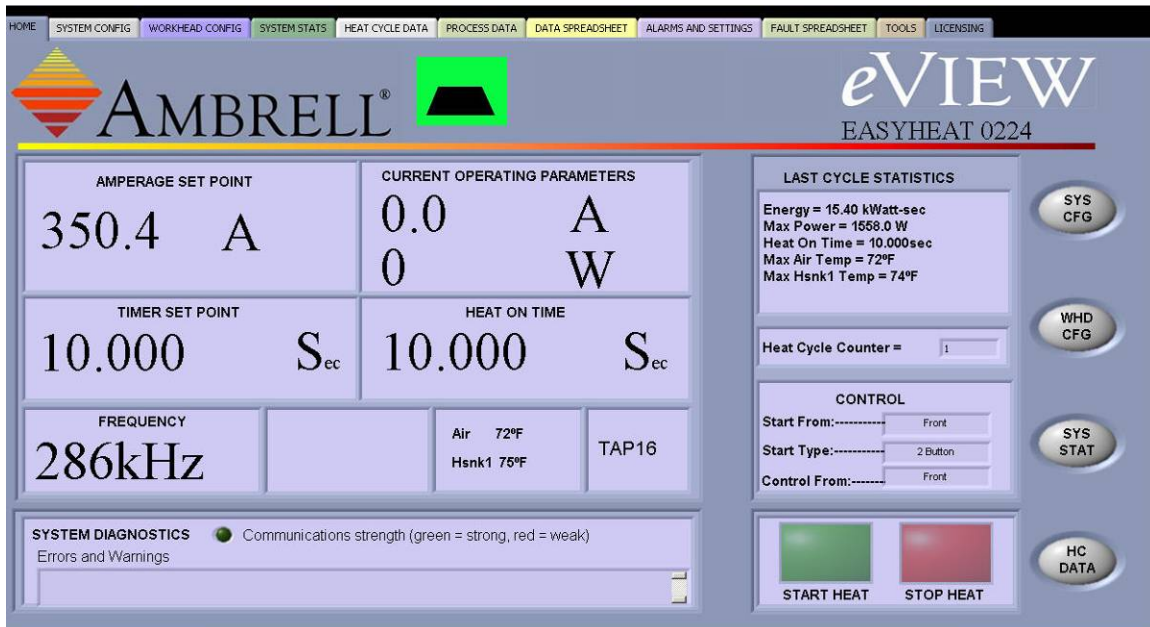 HOME SYSTEM CONFIG WORKHEAD CONFIG SYSTEM STATS HEAT CYCLE DATA PROCESS DATA DATA SPREADSHEET ALARMS AND SETTINGS FAULT SPREADSHEET TOOLS LICENSING
AMBRELL®
eVIEW
EASYHEAT 0224
AMPERAGE SET POINT
350.4 A
CURRENT OPERATING PARAMETERS
0.0 A
0 W
TIMER SET POINT
10.000 Sec
HEAT ON TIME
10.000 Sec
FREQUENCY
286kHz
Air 72ºF
Hsnk1 75ºF
TAP16
SYSTEM DIAGNOSTICS Communications strength (green = strong, red = weak)
Errors and Warnings
LAST CYCLE STATISTICS
Energy = 15.40 kWatt-sec
Max Power = 1558.0 W
Heat On Time = 10.000sec
Max Air Temp = 72ºF
Max Hsnk1 Temp = 74ºF
Heat Cycle Counter = 1
CONTROL
Start From:----------- Front
Start Type:----------- 2 Button
Control From:------- Front
START HEAT STOP HEAT
SYS
CFG
WHD
CFG
SYS
STAT
HC
DATA